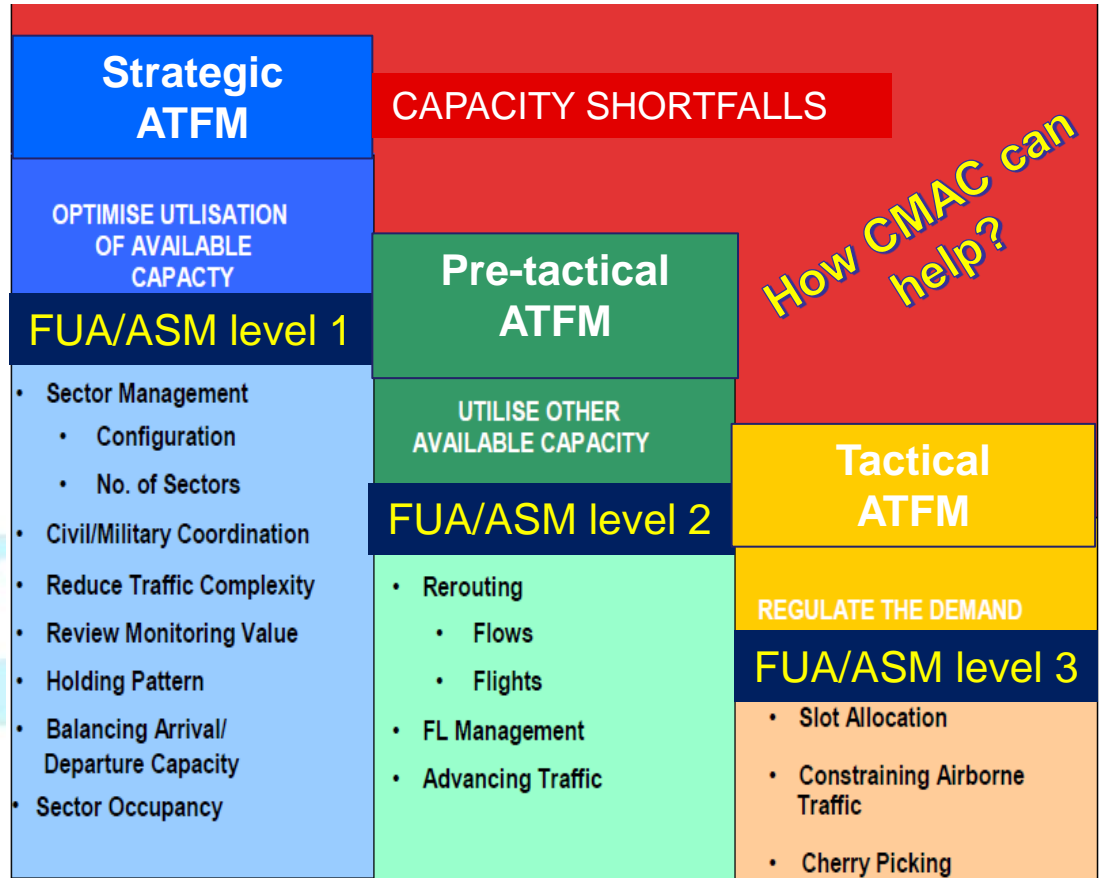 Strategic
ATFM
CAPACITY SHORTFALLS
How CMAC can
help?
OPTIMISE UTLISATION
OF AVAILABLE
CAPACTY
FUA/ASM level 1
• Sector Management
• Configuration
• No. of Sectors
• Civil/Military Coordination
• Reduce Traffic Complexity
• Review Monitoring Value
• Holding Pattern
• Balancing Arrival/
Departure Capacity
• Sector Occupancy
Pre-tactical
ATFM
UTILISE OTHER
AVAILABLE CAPACITY
FUA/ASM level 2
• Rerouting
• Flows
• Flights
• FL Management
• Advancing Traffic
Tactical
ATFM
REGULATE THE DEMAND
FUA/ASM level 3
• Slot Allocation
• Constraining Airborne
Traffic
• Cherry Picking